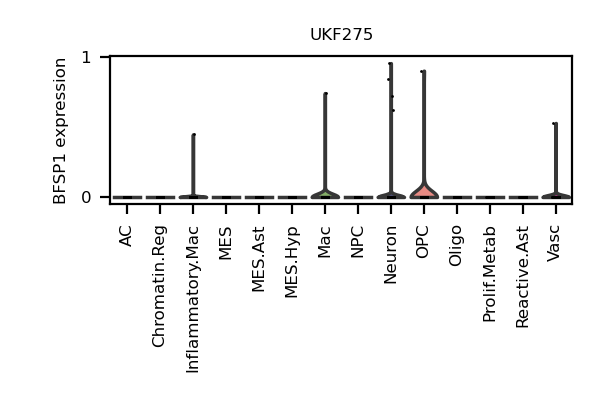 UKF275
BFSP1 expression
1
0
AC
Chromatin.Reg
Inflammatory.Mac
MES
MES.Ast
MES.Hyp
Mac
NPC
Neuron
OPC
Oligo
Prolif.Metab
Reactive.Ast
Vasc